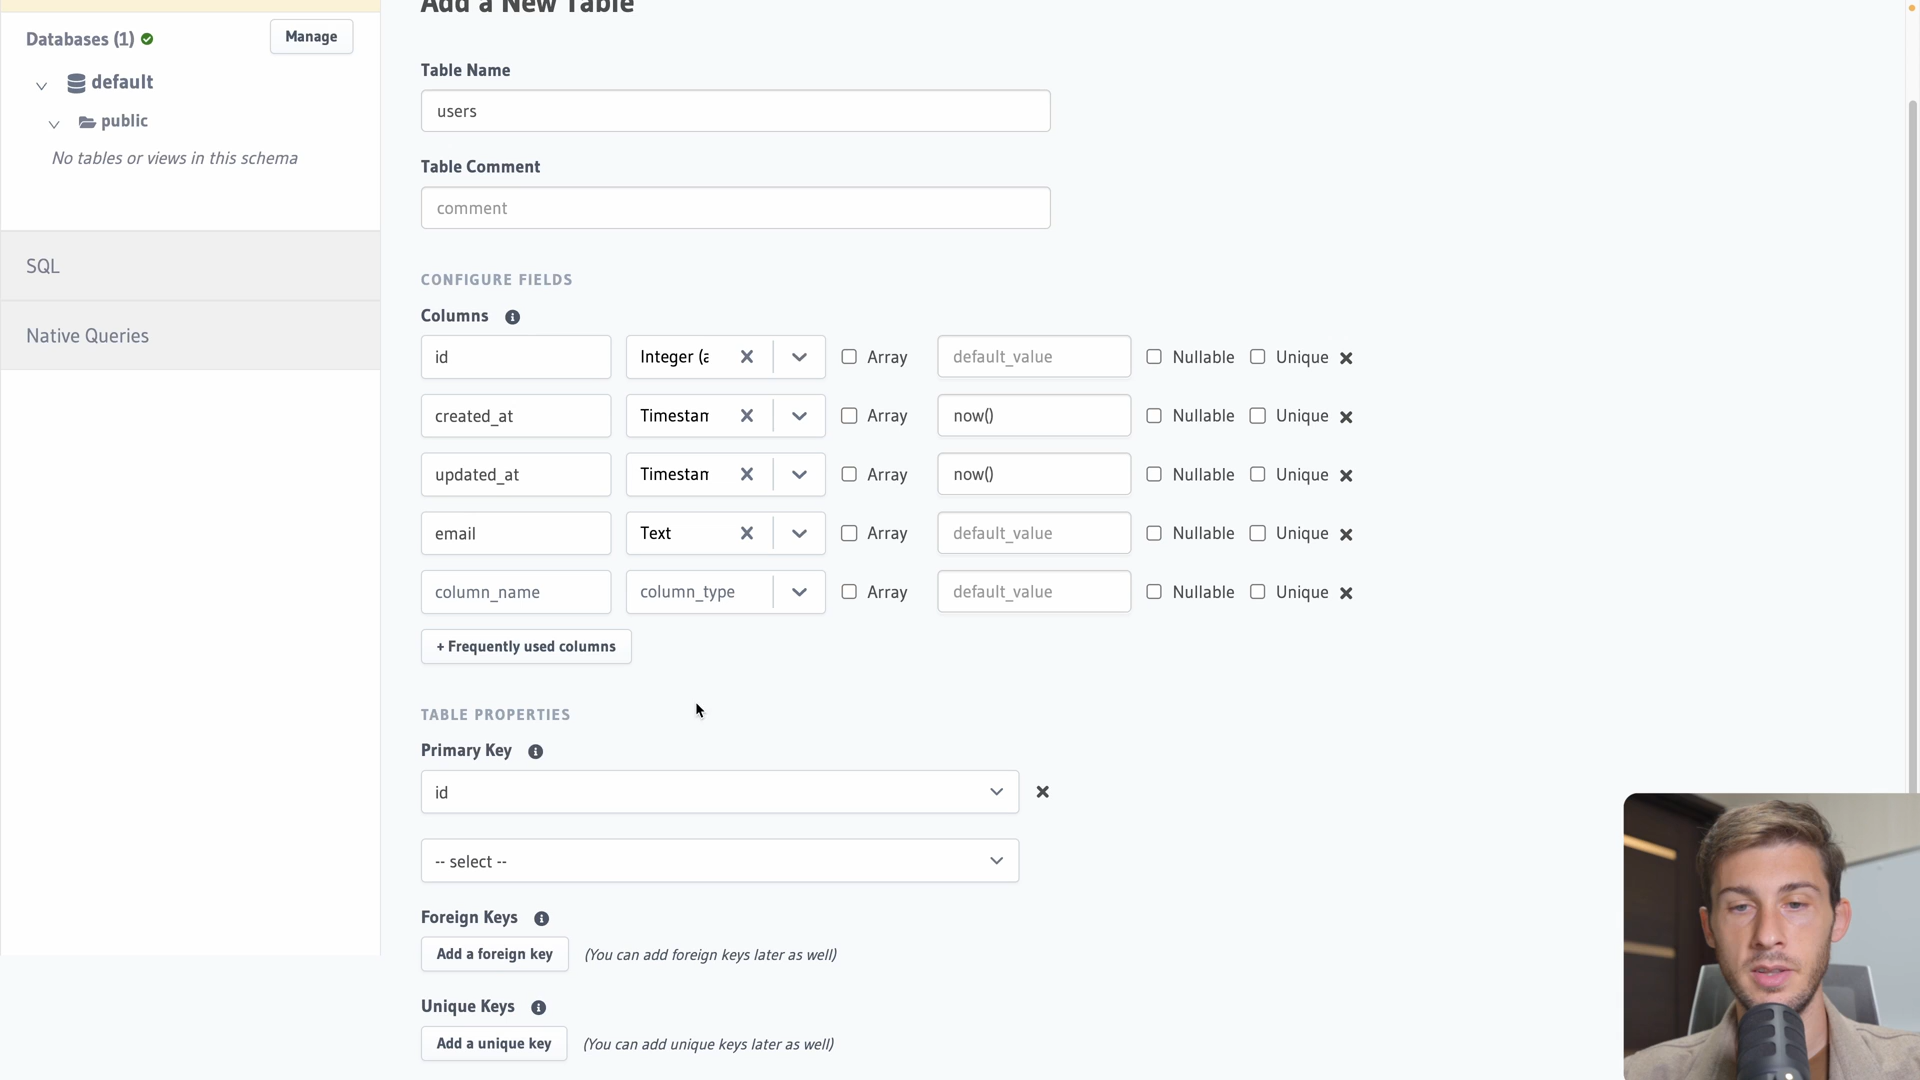 Add a New Table
Databases (1)
Manage
default
public
No tables or views in this schema
SQL
Native Queries
Table Name
users
Table Comment
comment
CONFIGURE FIELDS
Columns
id Integer (a Array default_value Nullable Unique
created_at Timestam Array now() Nullable Unique
updated_at Timestam Array now() Nullable Unique
email Text Array default_value Nullable Unique
column_name column_type Array default_value Nullable Unique
+ Frequently used columns
TABLE PROPERTIES
Primary Key
id
-- select --
Foreign Keys
Add a foreign key (You can add foreign keys later as well)
Unique Keys
Add a unique key (You can add unique keys later as well)